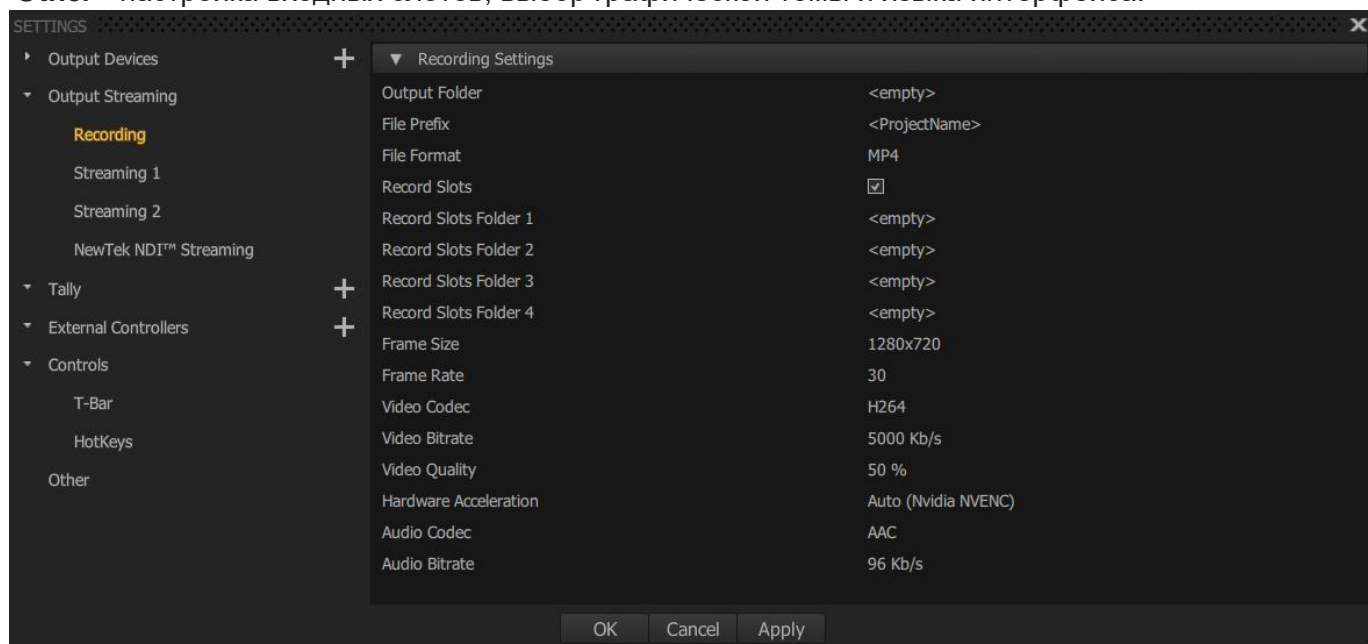 SETTINGS
Output Devices
Output Streaming
Recording
Streaming 1
Streaming 2
NewTek NDI™ Streaming
Tally
External Controllers
Controls
T-Bar
HotKeys
Other
Recording Settings
Output Folder <empty>
File Prefix <ProjectName>
File Format MP4
Record Slots
Record Slots Folder 1 <empty>
Record Slots Folder 2 <empty>
Record Slots Folder 3 <empty>
Record Slots Folder 4 <empty>
Frame Size 1280x720
Frame Rate 30
Video Codec H264
Video Bitrate 5000 Kb/s
Video Quality 50 %
Hardware Acceleration Auto (Nvidia NVENC)
Audio Codec AAC
Audio Bitrate 96 Kb/s
OK Cancel Apply